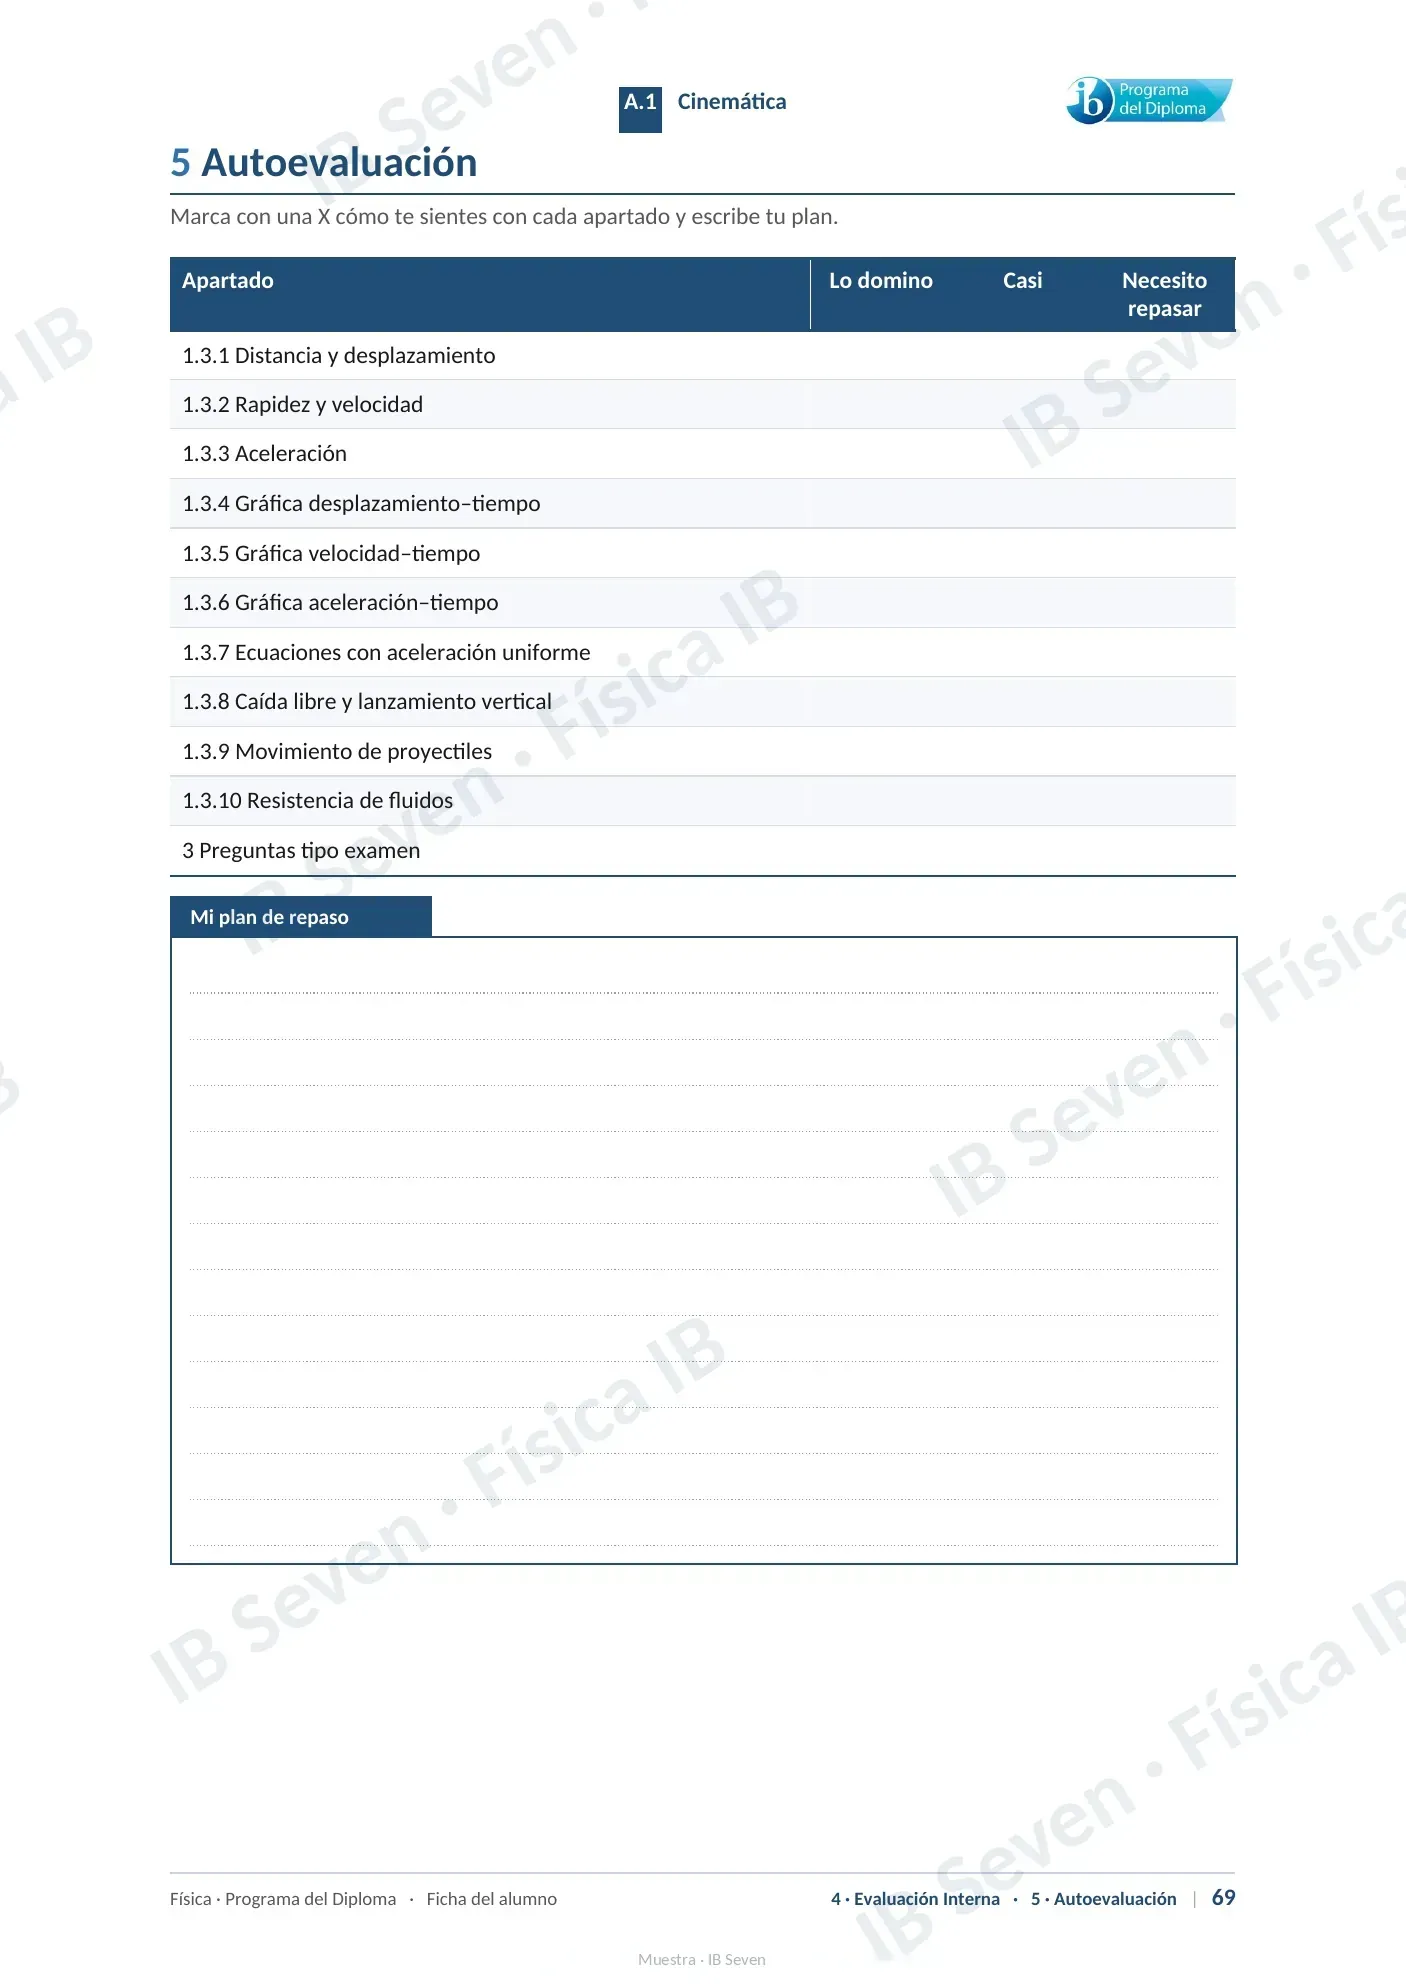 A.1 Cinemática
ib Programa
del Diploma
5 Autoevaluación
Marca con una X cómo te sientes con cada apartado y escribe tu plan.
Apartado Lo domino Casi Necesito
repasar
1.3.1 Distancia y desplazamiento
1.3.2 Rapidez y velocidad
1.3.3 Aceleración
1.3.4 Gráfica desplazamiento–tiempo
1.3.5 Gráfica velocidad–tiempo
1.3.6 Gráfica aceleración–tiempo
1.3.7 Ecuaciones con aceleración uniforme
1.3.8 Caída libre y lanzamiento vertical
1.3.9 Movimiento de proyectiles
1.3.10 Resistencia de fluidos
3 Preguntas tipo examen
Mi plan de repaso
Física · Programa del Diploma · Ficha del alumno 4 · Evaluación Interna · 5 · Autoevaluación | 69
Muestra · IB Seven
IB Seven · Física IB
IB Seven · Física IB
IB Seven · Física IB
IB Seven · Física
IB Seven · Fís
IB Seven ·
a IB